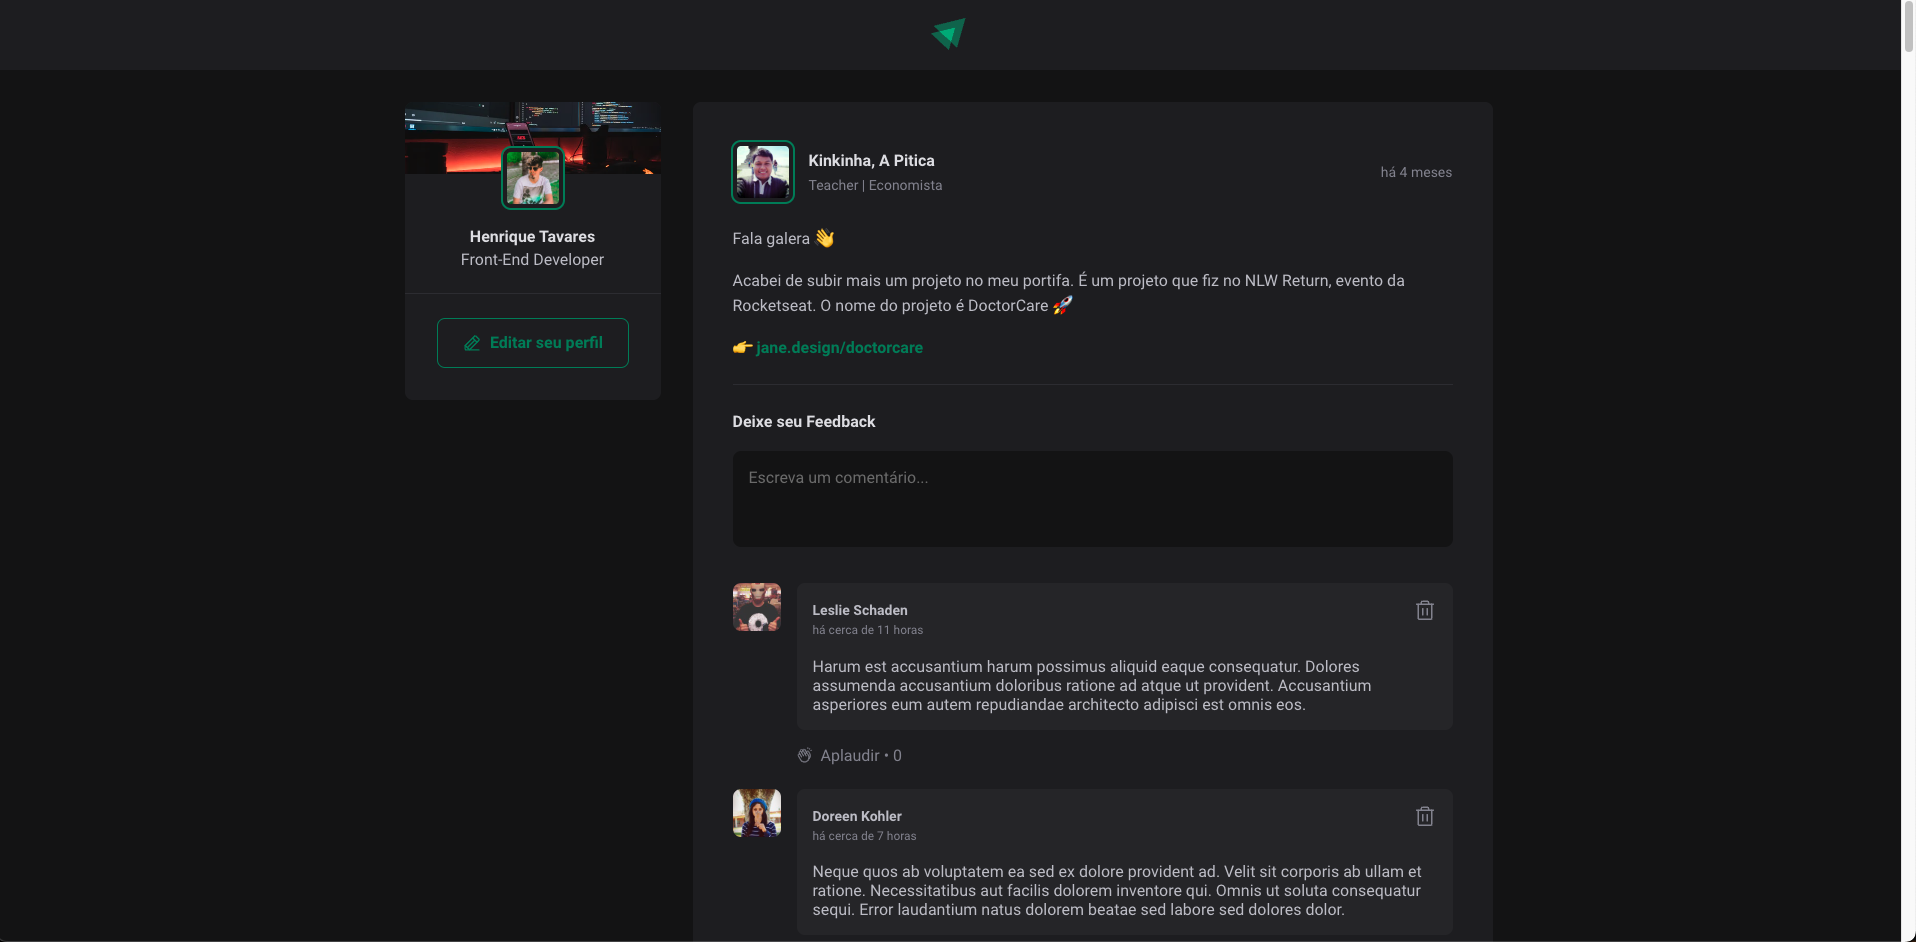 Henrique Tavares
Front-End Developer
Editar seu perfil
Kinkinha, A Pitica
Teacher | Economista
há 4 meses
Fala galera 👋
Acabei de subir mais um projeto no meu portifa. É um projeto que fiz no NLW Return, evento da
Rocketseat. O nome do projeto é DoctorCare 🚀
👉 jane.design/doctorcare
Deixe seu Feedback
Escreva um comentário...
Leslie Schaden
há cerca de 11 horas
Harum est accusantium harum possimus aliquid eaque consequatur. Dolores
assumenda accusantium doloribus ratione ad atque ut provident. Accusantium
asperiores eum autem repudiandae architecto adipisci est omnis eos.
Aplaudir • 0
Doreen Kohler
há cerca de 7 horas
Neque quos ab voluptatem ea sed ex dolore provident ad. Velit sit corporis ab ullam et
ratione. Necessitatibus aut facilis dolorem inventore qui. Omnis ut soluta consequatur
sequi. Error laudantium natus dolorem beatae sed labore sed dolores dolor.